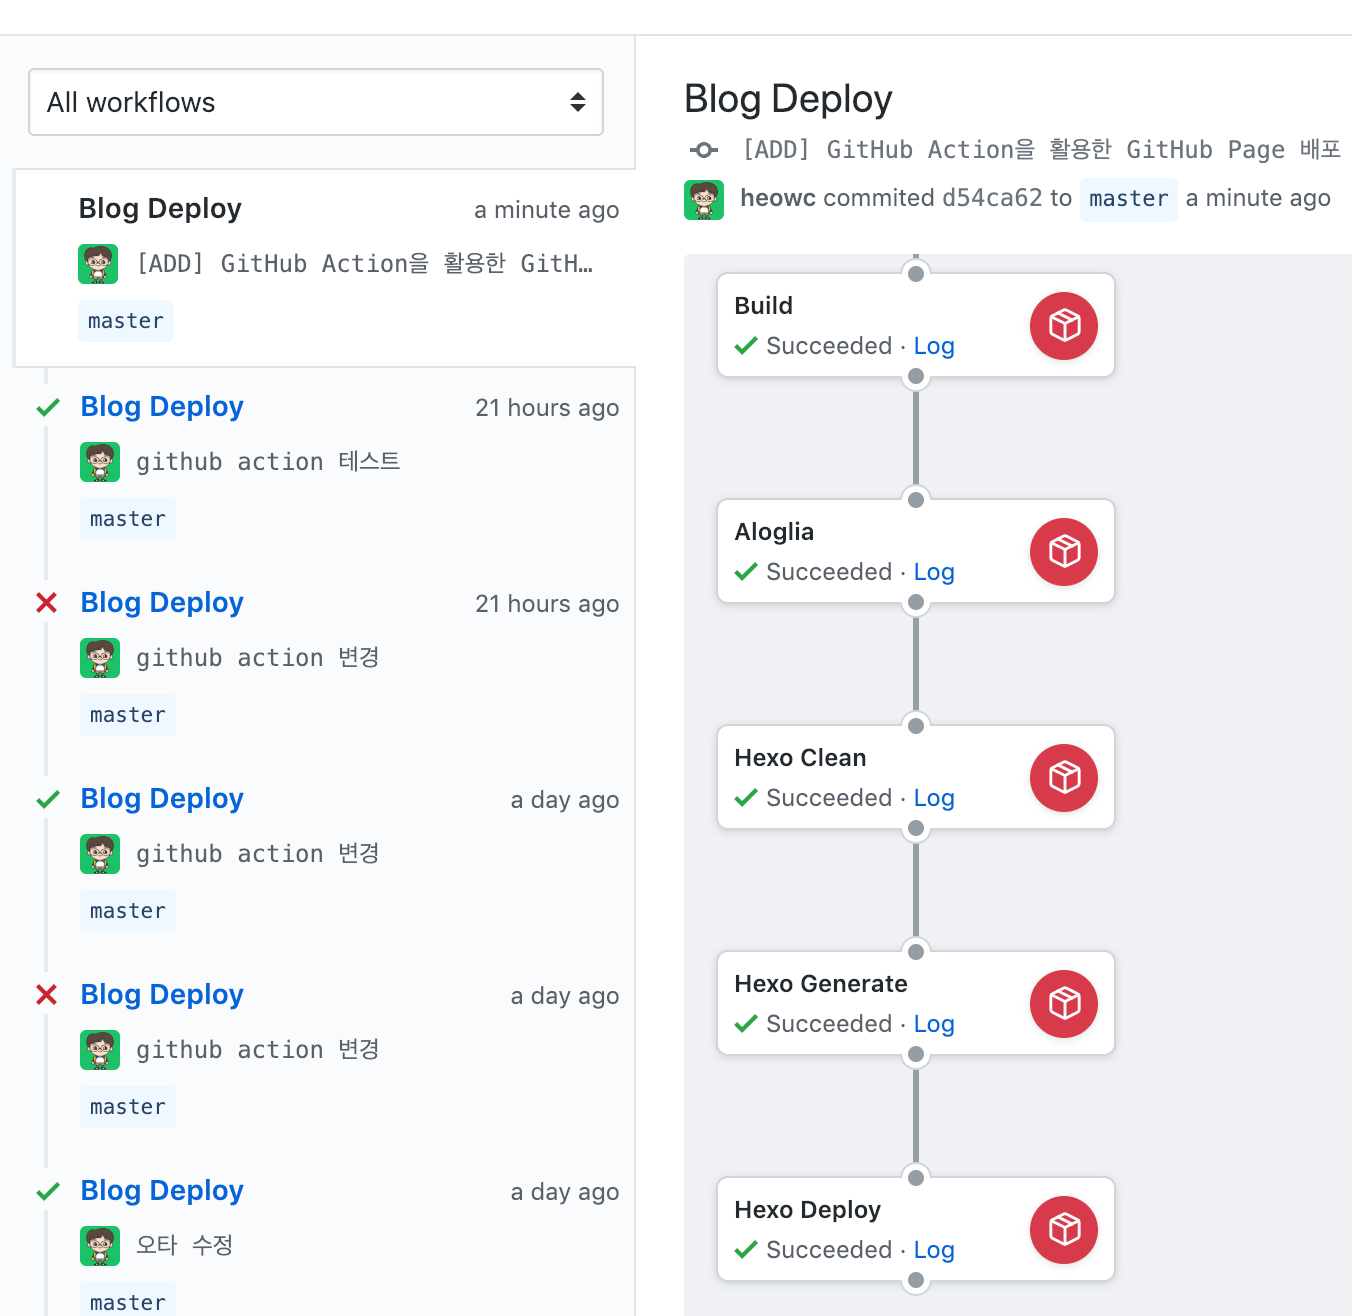 All workflows
Blog Deploy
a minute ago
[ADD] GitHub Action을 활용한 GitH…
master
Blog Deploy
21 hours ago
github action 테스트
master
Blog Deploy
21 hours ago
github action 변경
master
Blog Deploy
a day ago
github action 변경
master
Blog Deploy
a day ago
github action 변경
master
Blog Deploy
a day ago
오타 수정
master
Blog Deploy
[ADD] GitHub Action을 활용한 GitHub Page 배포
heowc commited d54ca62 to master a minute ago
Build
Succeeded · Log
Aloglia
Succeeded · Log
Hexo Clean
Succeeded · Log
Hexo Generate
Succeeded · Log
Hexo Deploy
Succeeded · Log